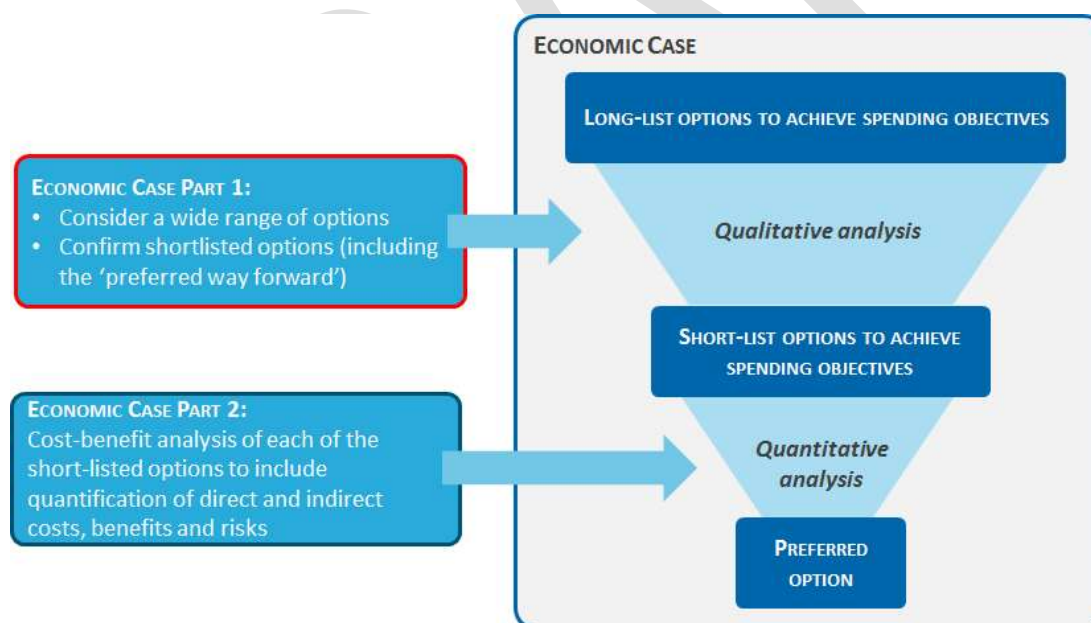 ECONOMIC CASE
LONG-LIST OPTIONS TO ACHIEVE SPENDING OBJECTIVES
ECONOMIC CASE PART 1:
• Consider a wide range of options
• Confirm shortlisted options (including
the ‘preferred way forward’)
Qualitative analysis
SHORT-LIST OPTIONS TO ACHIEVE
SPENDING OBJECTIVES
ECONOMIC CASE PART 2:
Cost-benefit analysis of each of the
short-listed options to include
quantification of direct and indirect
costs, benefits and risks
Quantitative
analysis
PREFERRED
OPTION